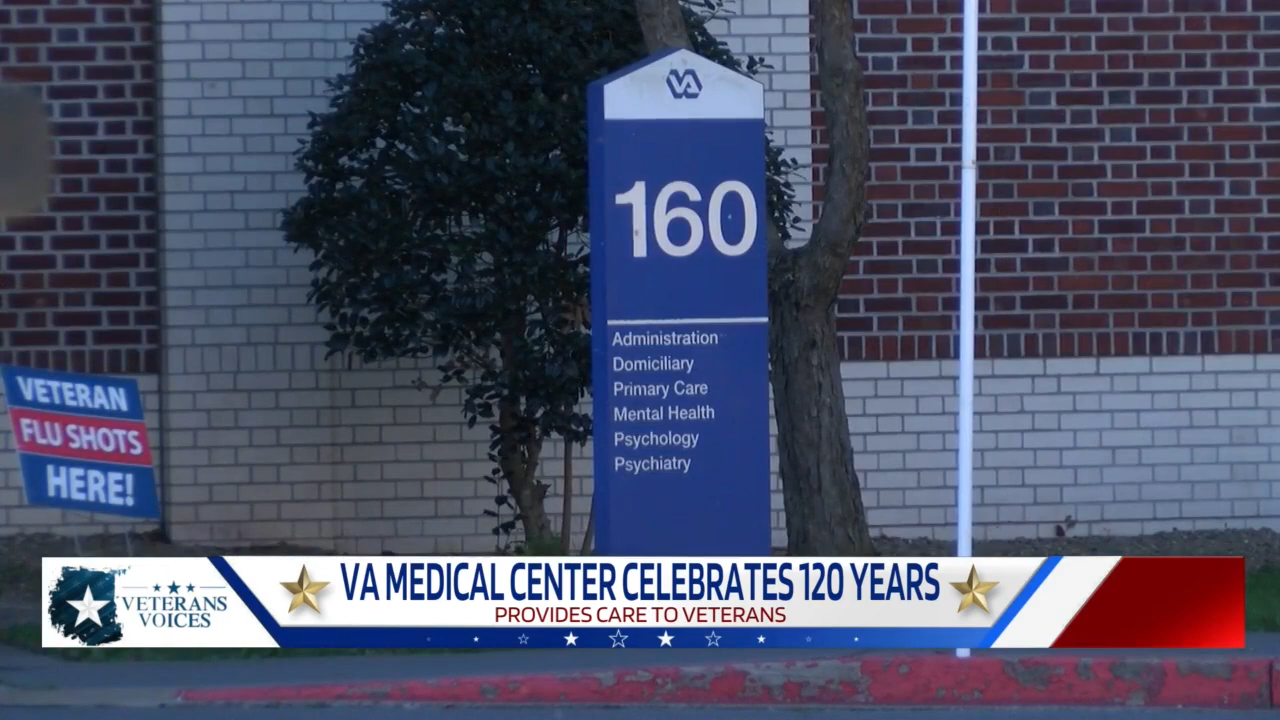 VA
160
Administration
Domiciliary
Primary Care
Mental Health
Psychology
Psychiatry
VETERAN
FLU SHOTS
HERE!
VA MEDICAL CENTER CELEBRATES 120 YEARS
PROVIDES CARE TO VETERANS
VETERANS
VOICES